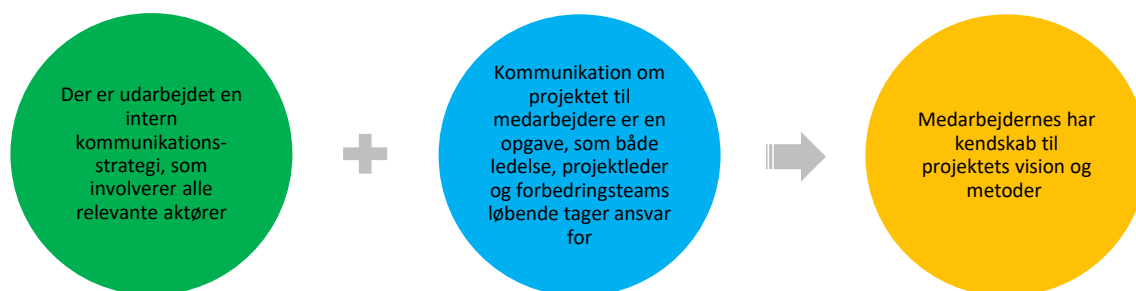 Der er udarbejdet en
intern
kommunikations-
strategi, som
involverer alle
relevante aktører
Kommunikation om
projektet til
medarbejdere er en
opgave, som både
ledelse, projektleder
og forbedringsteams
løbende tager ansvar
for
Medarbejdernes har
kendskab til
projektets vision og
metoder